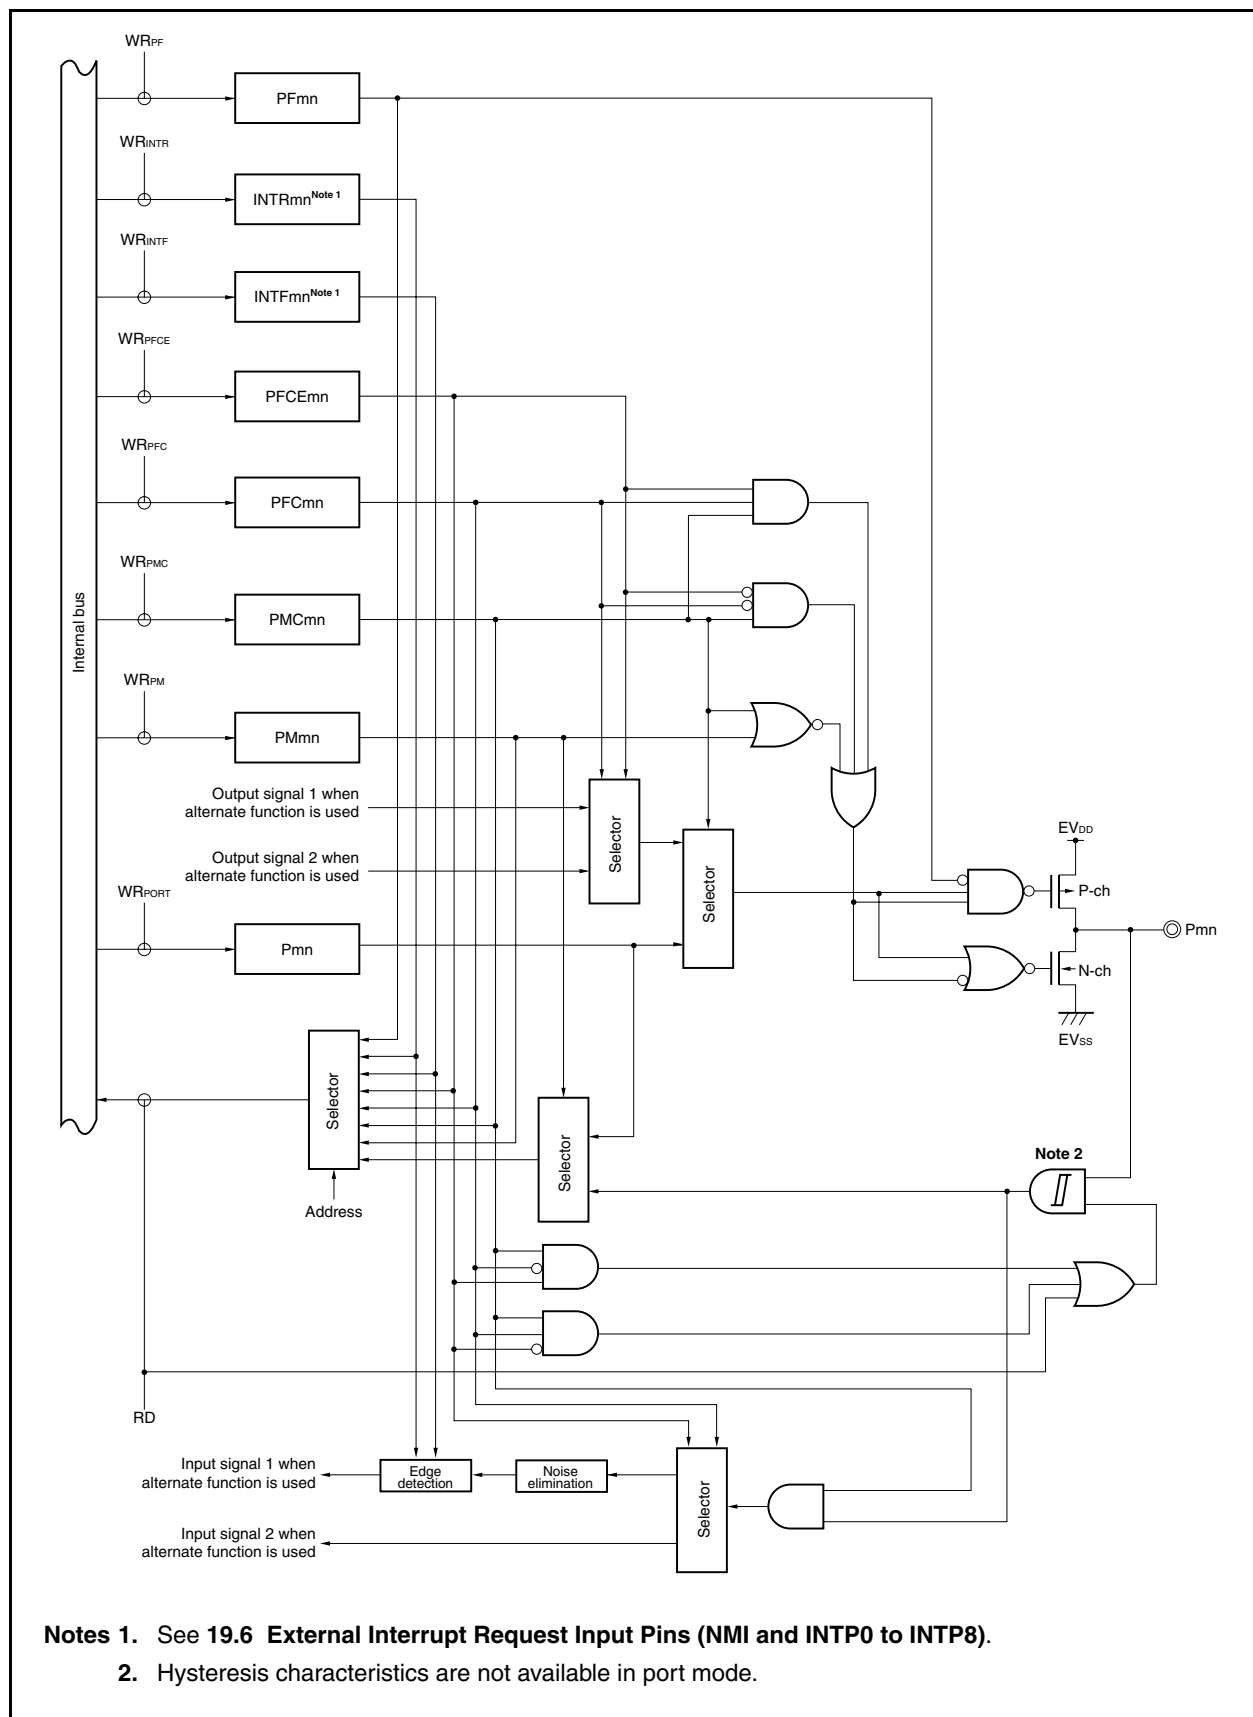 WRPF
PFmn
WRINTR
INTRmnNote 1
WRINTF
INTFmnNote 1
WRPFCE
PFCEmn
WRPFC
PFCmn
WRPMC
PMCmn
Internal bus
WRPM
PMmn
Output signal 1 when
alternate function is used
Selector
Output signal 2 when
alternate function is used
Selector
EVDD
P-ch
WRPORT
Pmn
Pmn
N-ch
EVSS
Selector
Selector
Note 2
Address
RD
Input signal 1 when
alternate function is used
Edge
detection
Noise
elimination
Selector
Input signal 2 when
alternate function is used
Notes 1. See 19.6 External Interrupt Request Input Pins (NMI and INTP0 to INTP8).
2. Hysteresis characteristics are not available in port mode.